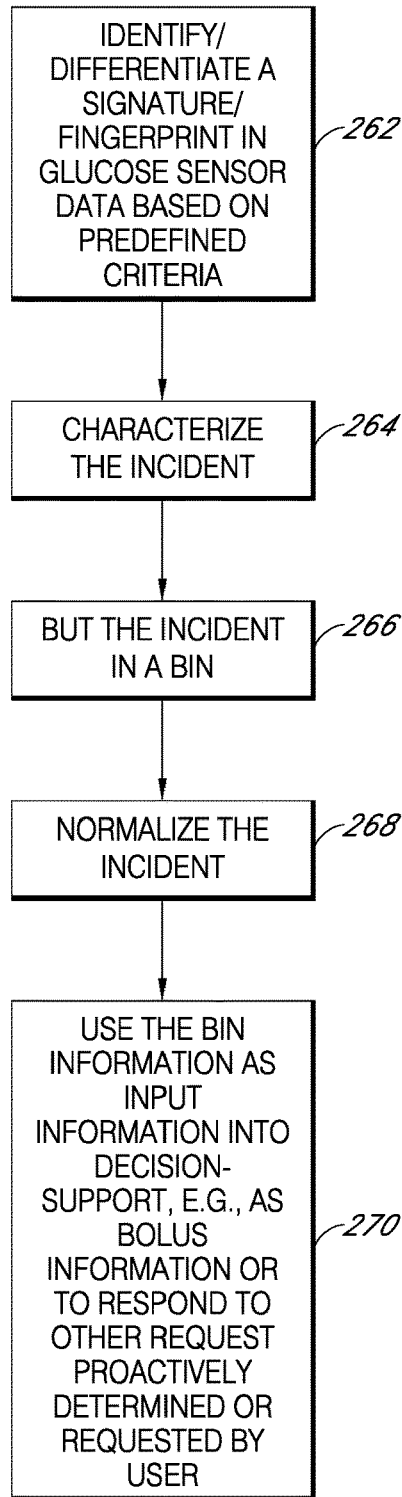 IDENTIFY/
DIFFERENTIATE A
SIGNATURE/
FINGERPRINT IN
GLUCOSE SENSOR
DATA BASED ON
PREDEFINED
CRITERIA
262
CHARACTERIZE
THE INCIDENT
264
BUT THE INCIDENT
IN A BIN
266
NORMALIZE THE
INCIDENT
268
USE THE BIN
INFORMATION AS
INPUT
INFORMATION INTO
DECISION-
SUPPORT, E.G., AS
BOLUS
INFORMATION OR
TO RESPOND TO
OTHER REQUEST
PROACTIVELY
DETERMINED OR
REQUESTED BY
USER
270